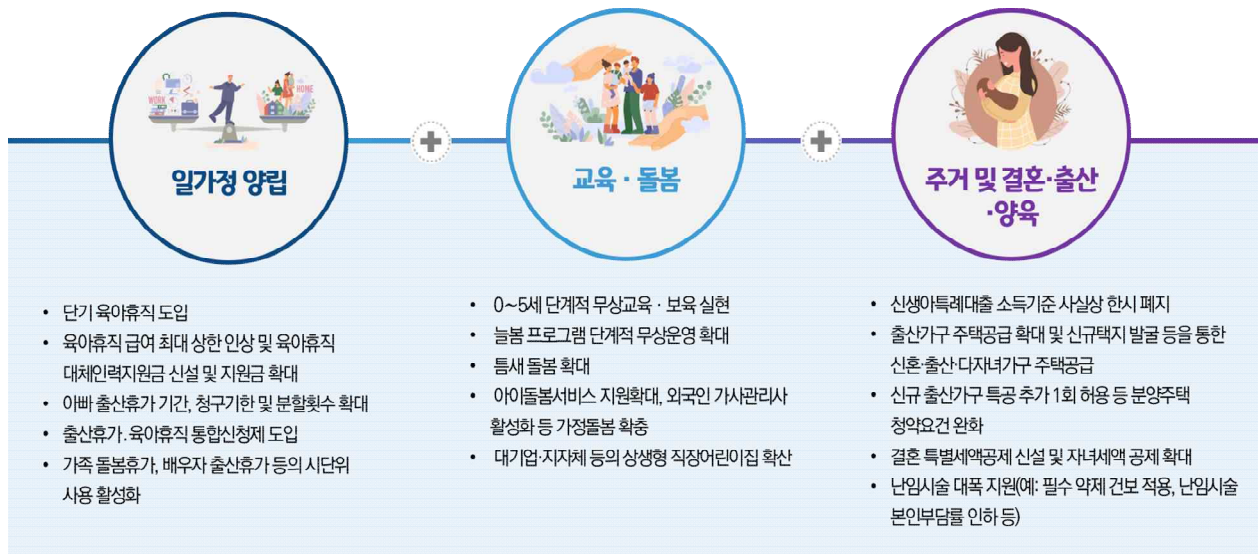 WORK
HOME
일가정 양립
• 단기 육아휴직 도입
• 육아휴직 급여 최대 상한 인상 및 육아휴직
대체인력지원금 신설 및 지원금 확대
• 아빠 출산휴가 기간, 청구기한 및 분할횟수 확대
• 출산휴가․육아휴직 통합신청제 도입
• 가족 돌봄휴가, 배우자 출산휴가 등의 시단위
사용 활성화
교육 · 돌봄
• 0~5세 단계적 무상교육 · 보육 실현
• 늘봄 프로그램 단계적 무상운영 확대
• 틈새 돌봄 확대
• 아이돌봄서비스 지원확대, 외국인 가사관리사
활성화 등 가정돌봄 확충
• 대기업·지자체 등의 상생형 직장어린이집 확산
주거 및 결혼·출산
·양육
• 신생아특례대출 소득기준 사실상 한시 폐지
• 출산가구 주택공급 확대 및 신규택지 발굴 등을 통한
신혼·출산·다자녀가구 주택공급
• 신규 출산가구 특공 추가 1회 허용 등 분양주택
청약요건 완화
• 결혼 특별세액공제 신설 및 자녀세액 공제 확대
• 난임시술 대폭 지원(예: 필수 약제 건보 적용, 난임시술
본인부담률 인하 등)